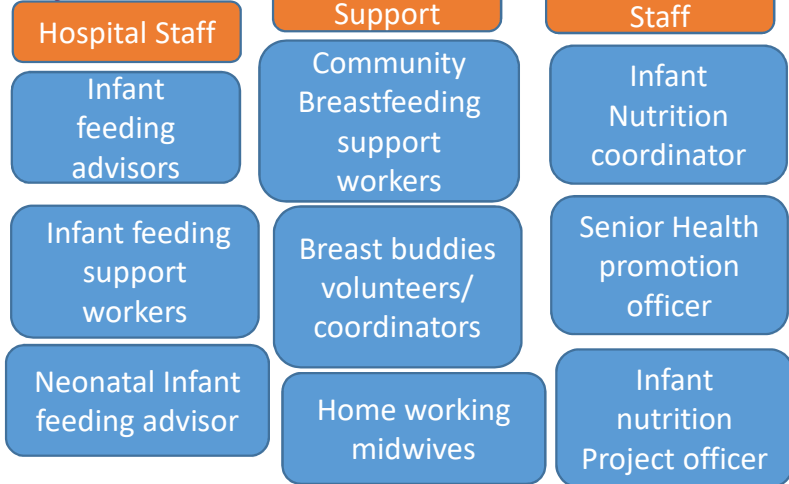 Hospital Staff
Infant
feeding
advisors
Infant feeding
support
workers
Neonatal Infant
feeding advisor
Support
Community
Breastfeeding
support
workers
Breast buddies
volunteers/
coordinators
Home working
midwives
Staff
Infant
Nutrition
coordinator
Senior Health
promotion
officer
Infant
nutrition
Project officer